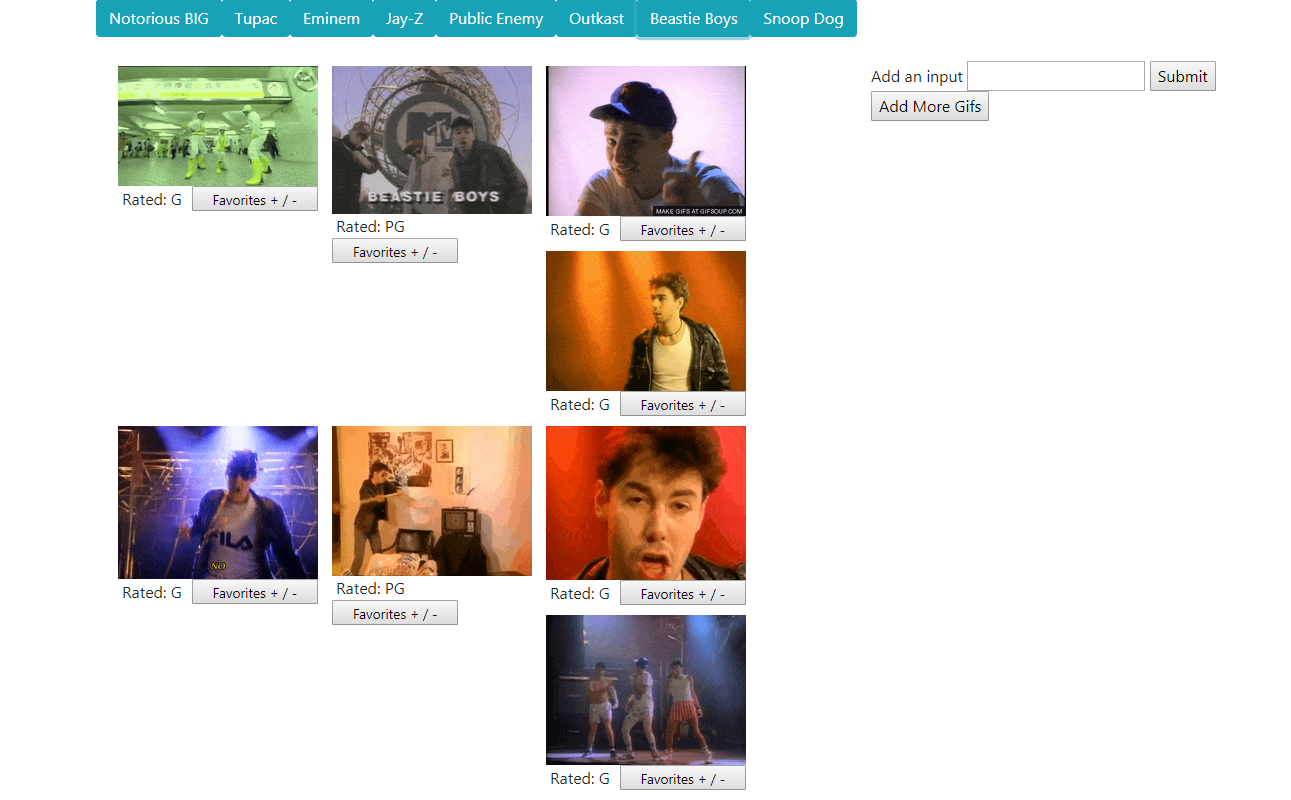 Notorious BIG Tupac Eminem Jay-Z Public Enemy Outkast Beastie Boys Snoop Dog
Add an input Submit
Add More Gifs
MTV
BEASTIE BOYS
MAKE GIFS AT GIFSOUP.COM
Rated: G Favorites + / -
Rated: PG
Favorites + / -
Rated: G Favorites + / -
Rated: G Favorites + / -
FILA
NO
Rated: G Favorites + / -
Rated: PG
Favorites + / -
Rated: G Favorites + / -
Rated: G Favorites + / -